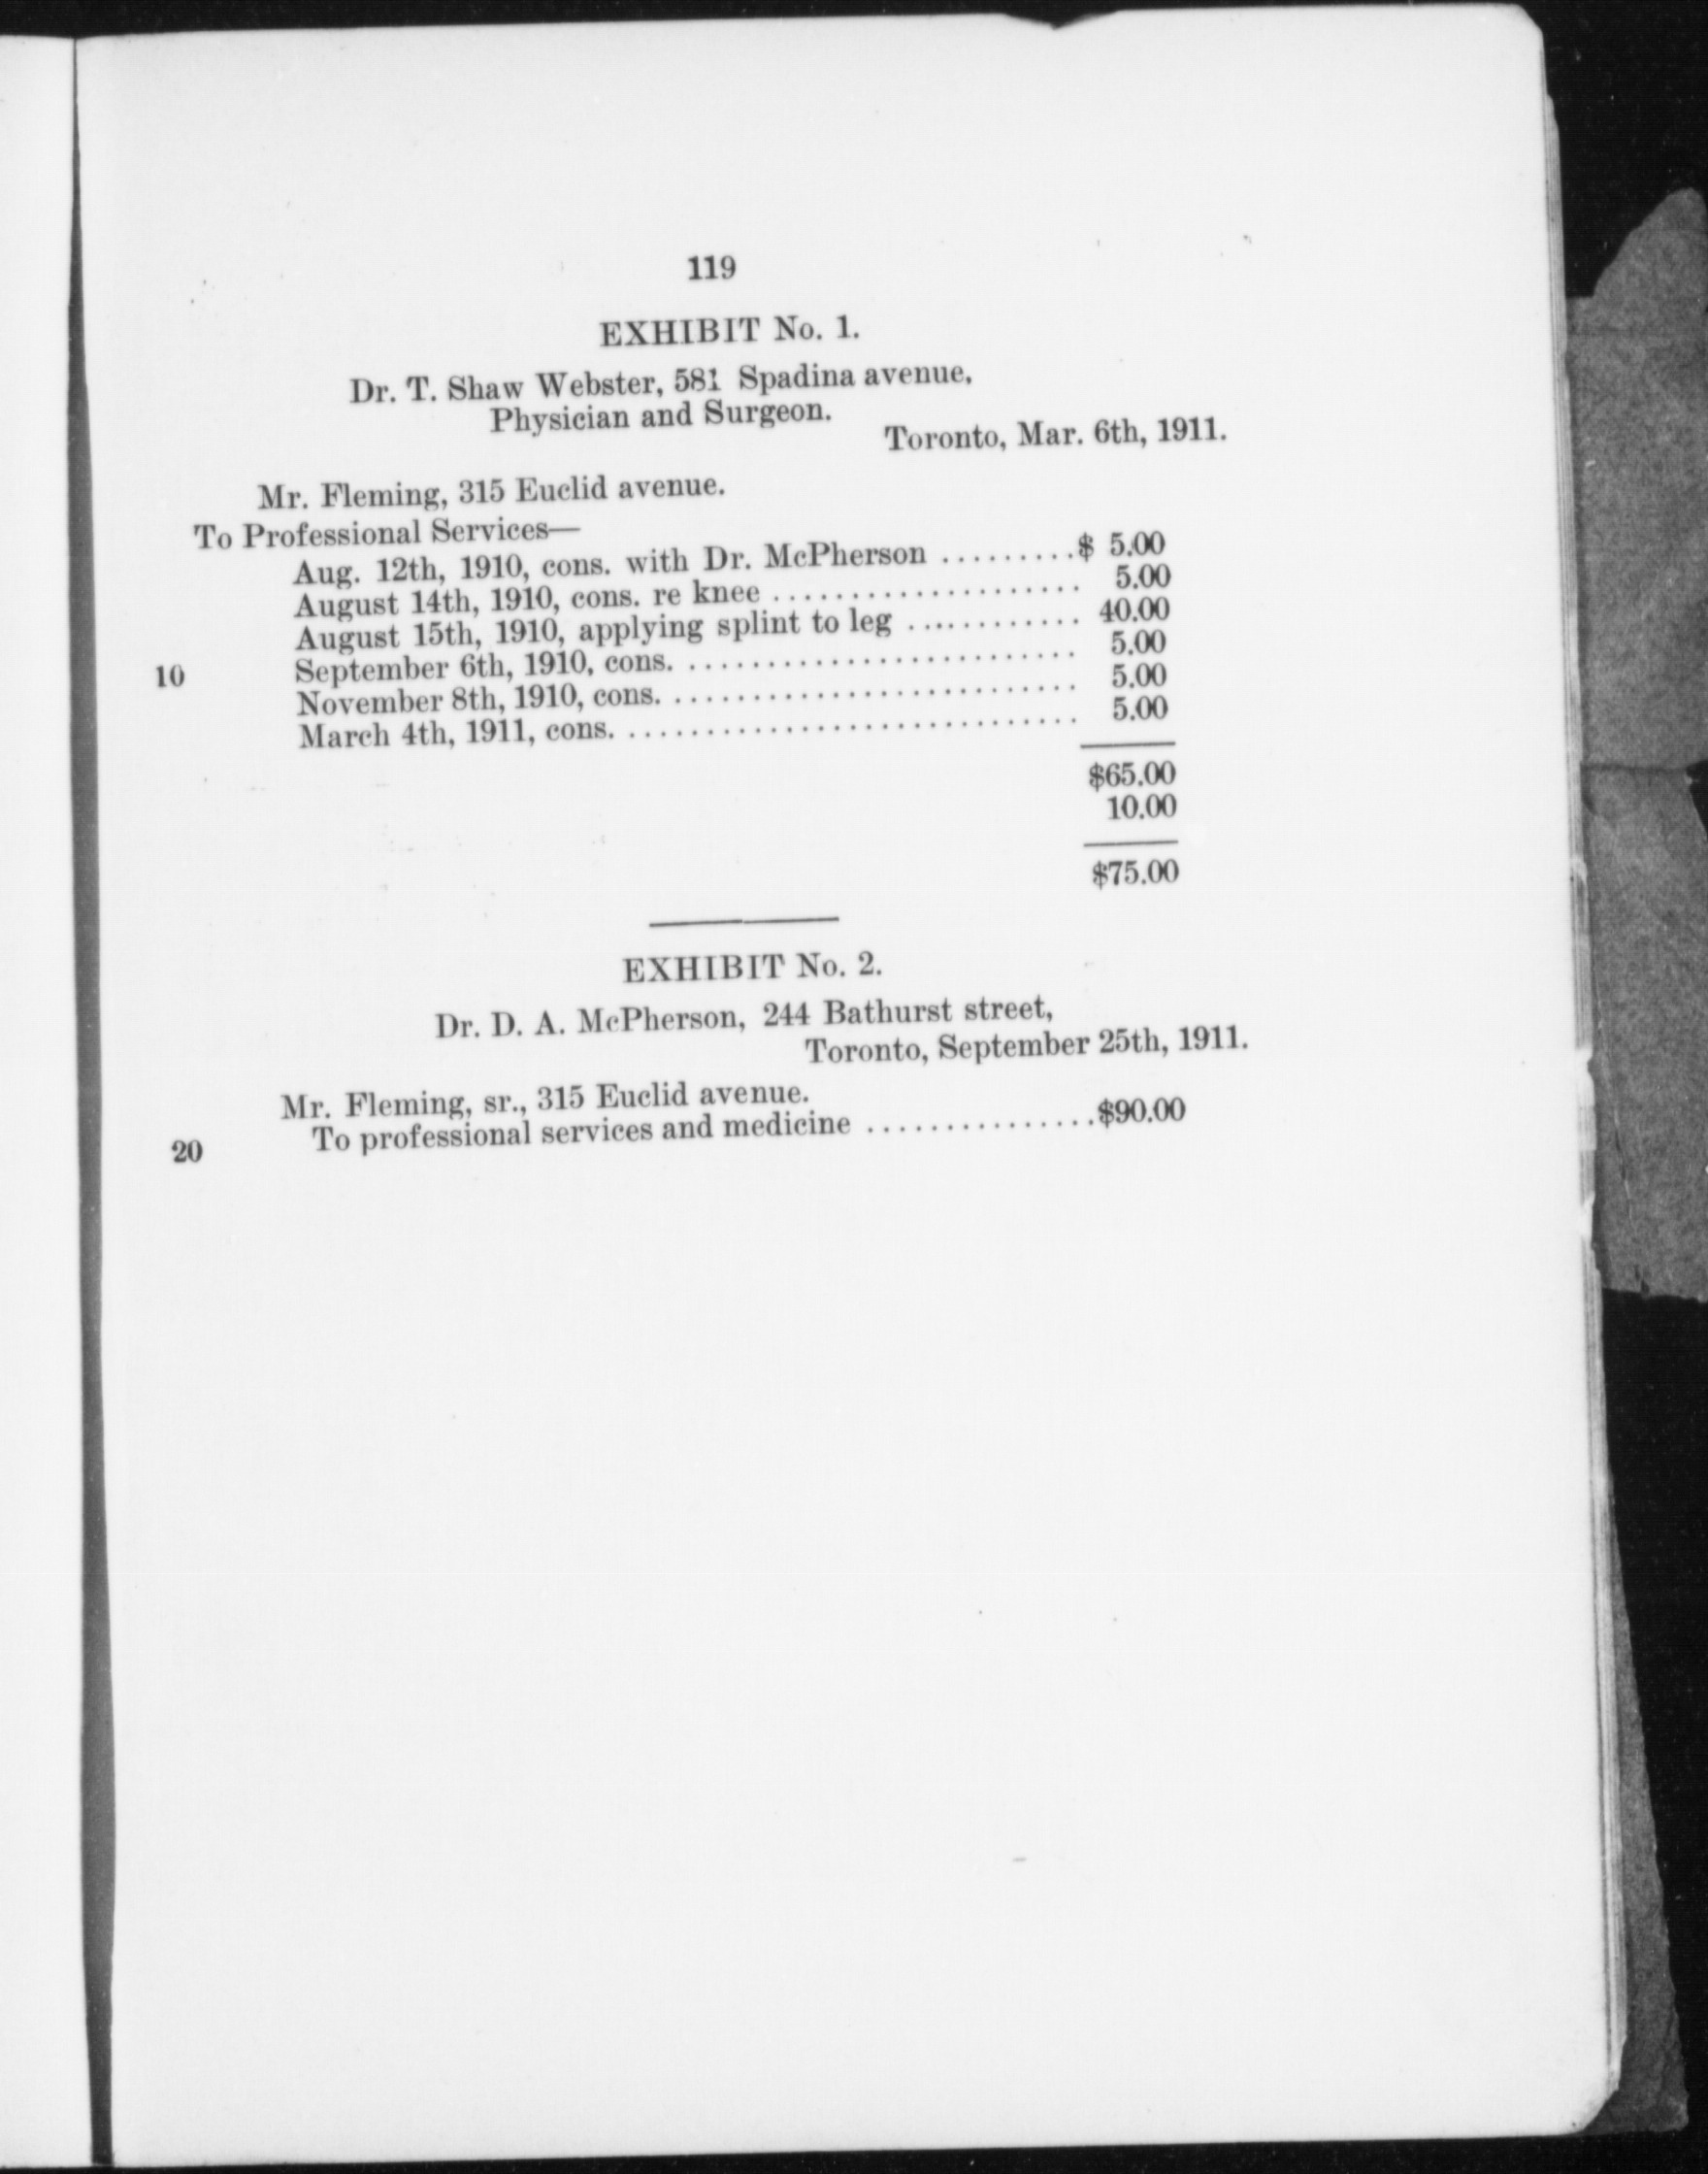 119
EXHIBIT No. 1.
Dr. T. Shaw Webster, 581 Spadina avenue,
Physician and Surgeon.
Toronto, Mar. 6th, 1911.
Mr. Fleming, 315 Euclid avenue.
To Professional Services—
Aug. 12th, 1910, cons. with Dr. McPherson .........$ 5.00
August 14th, 1910, cons. re knee .................... 5.00
August 15th, 1910, applying splint to leg ............ 40.00
10 September 6th, 1910, cons. ......................... 5.00
November 8th, 1910, cons. .......................... 5.00
March 4th, 1911, cons. ............................. 5.00
$65.00
10.00
$75.00
EXHIBIT No. 2.
Dr. D. A. McPherson, 244 Bathurst street,
Toronto, September 25th, 1911.
Mr. Fleming, sr., 315 Euclid avenue.
20 To professional services and medicine ...............$90.00